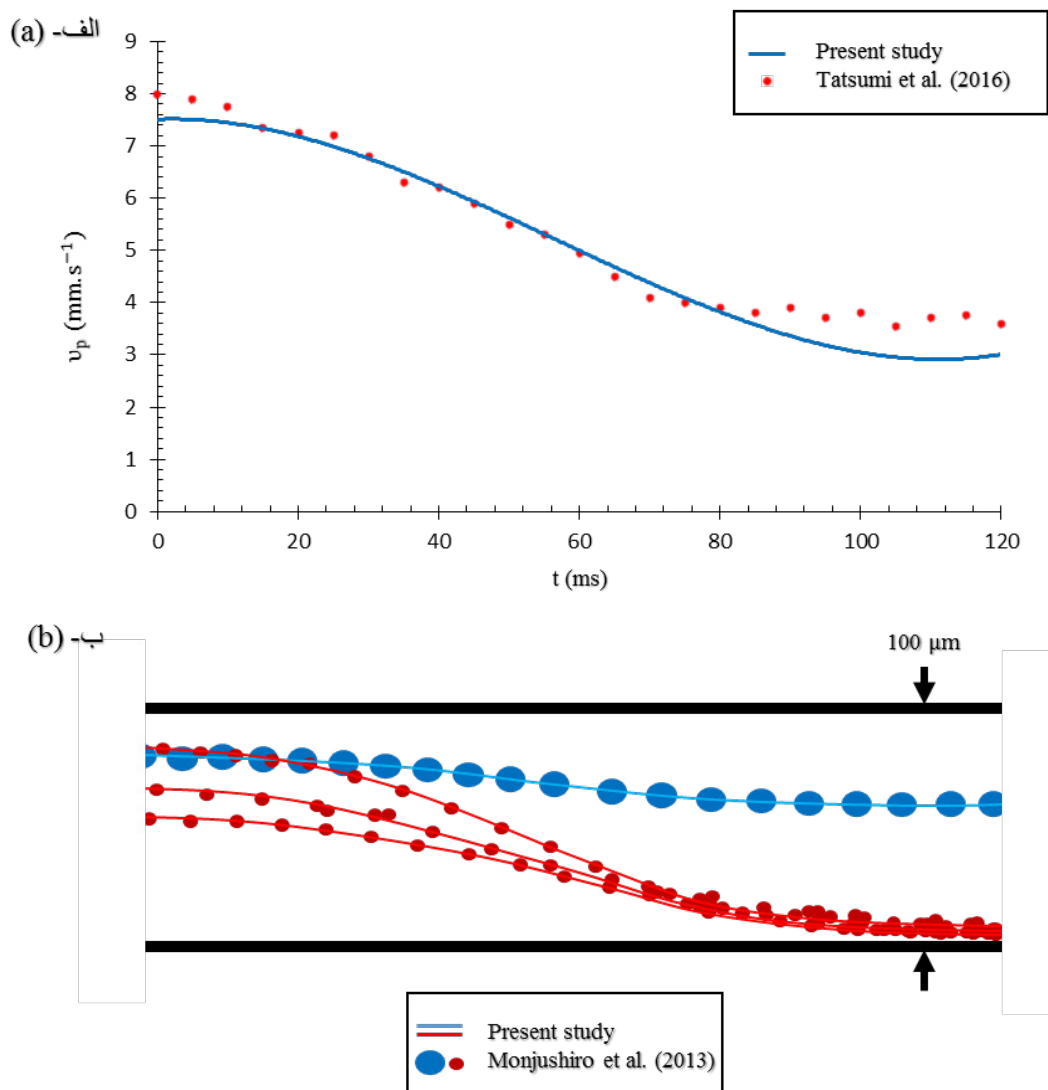 (a) -الف
Present study
Tatsumi et al. (2016)
9
8
7
6
5
4
3
2
1
0
υₚ (mm.s⁻¹)
0 20 40 60 80 100 120
t (ms)
(b) -ب
100 μm
Present study
Monjushiro et al. (2013)